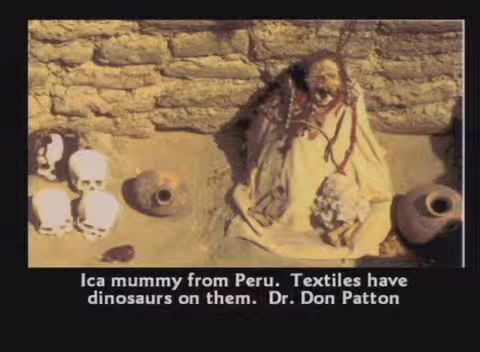 Ica mummy from Peru. Textiles have
dinosaurs on them. Dr. Don Patton